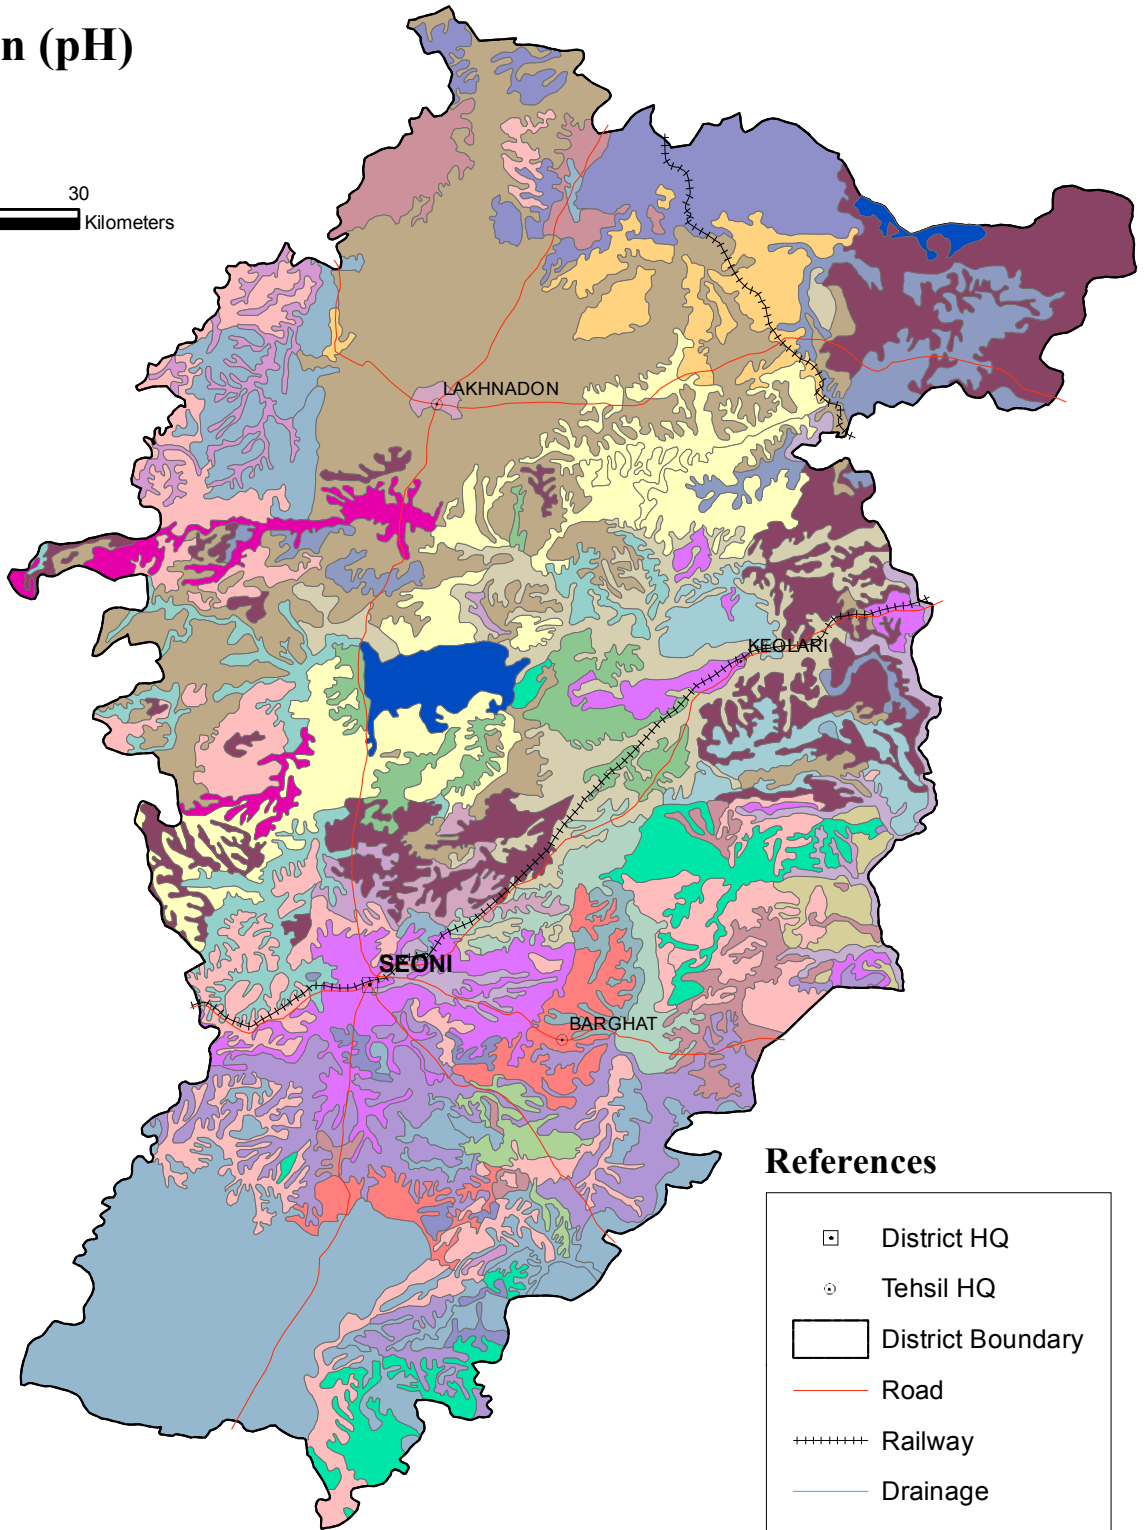 n (pH)
30
Kilometers
LAKHNADON
KEOLARI
SEONI
BARGHAT
References
District HQ
Tehsil HQ
District Boundary
Road
Railway
Drainage